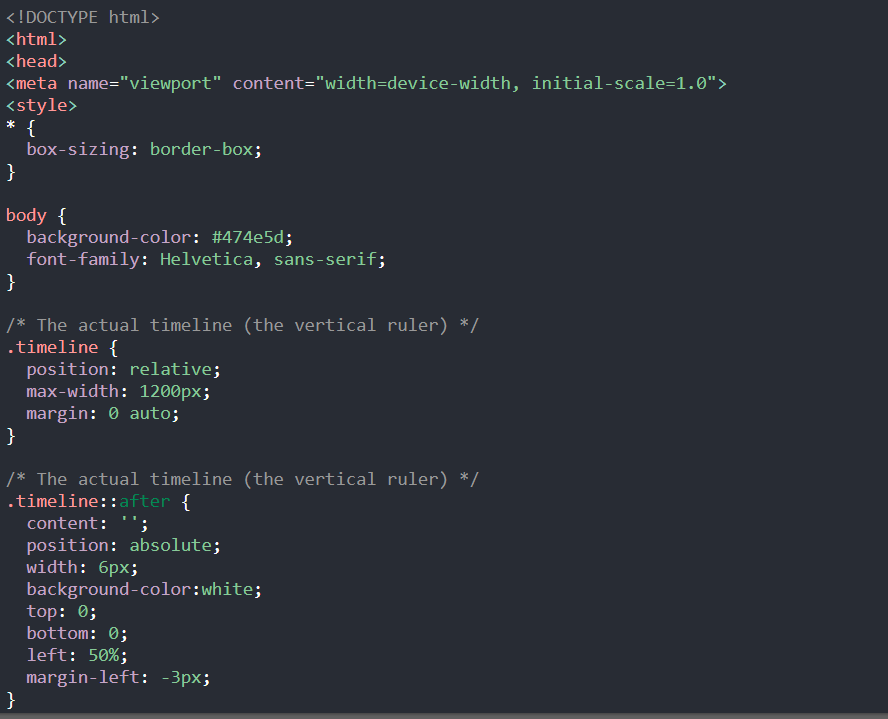 <!DOCTYPE html>
<html>
<head>
<meta name="viewport" content="width=device-width, initial-scale=1.0">
<style>
* {
  box-sizing: border-box;
}

body {
  background-color: #474e5d;
  font-family: Helvetica, sans-serif;
}

/* The actual timeline (the vertical ruler) */
.timeline {
  position: relative;
  max-width: 1200px;
  margin: 0 auto;
}

/* The actual timeline (the vertical ruler) */
.timeline::after {
  content: '';
  position: absolute;
  width: 6px;
  background-color:white;
  top: 0;
  bottom: 0;
  left: 50%;
  margin-left: -3px;
}